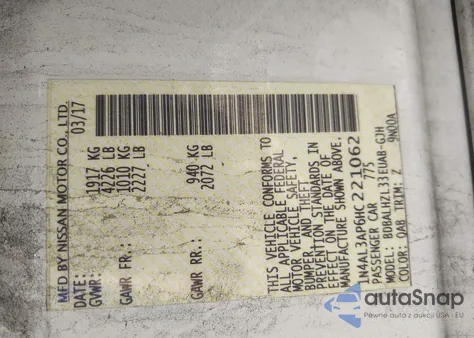 MFD BY NISSAN MOTOR CO., LTD.
DATE: 03/17
GVWR: 1917 KG
4226 LB
GAWR FR.: 1010 KG
2227 LB
GAWR RR.: 940 KG
2072 LB
THIS VEHICLE CONFORMS TO
ALL APPLICABLE FEDERAL
MOTOR VEHICLE SAFETY,
BUMPER AND THEFT
PREVENTION STANDARDS IN
EFFECT ON THE DATE OF
MANUFACTURE SHOWN ABOVE.
1N4AL3AP6HC221062
PASSENGER CAR 775
MODEL: BDBALHZL33EUAB-GJH
COLOR: QAB TRIM: Z 9N00A
autaSnap
Pewne auta z aukcji USA - EU